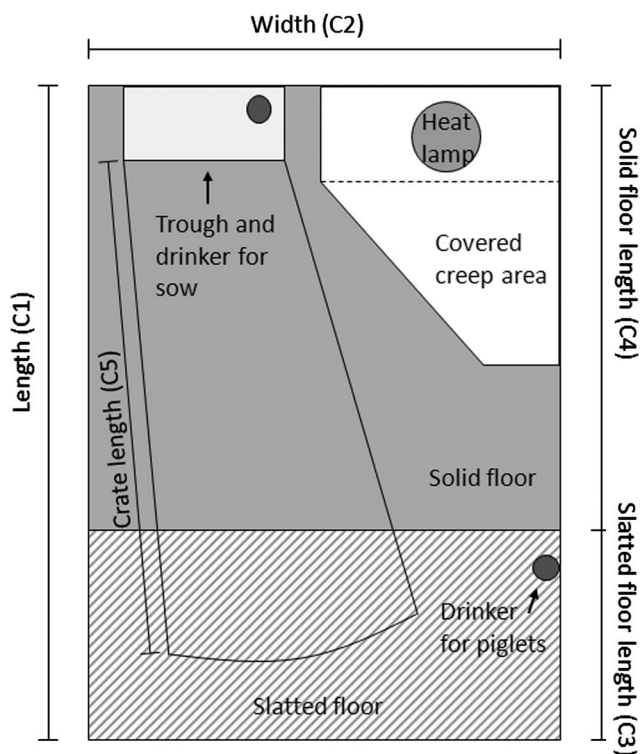 Width (C2)
Heat
lamp
Trough and
drinker for
sow
Covered
creep area
Length (C1)
Crate length (C5)
Solid floor length (C4)
Solid floor
Drinker
for piglets
Slatted floor
Slatted floor
length (C3)